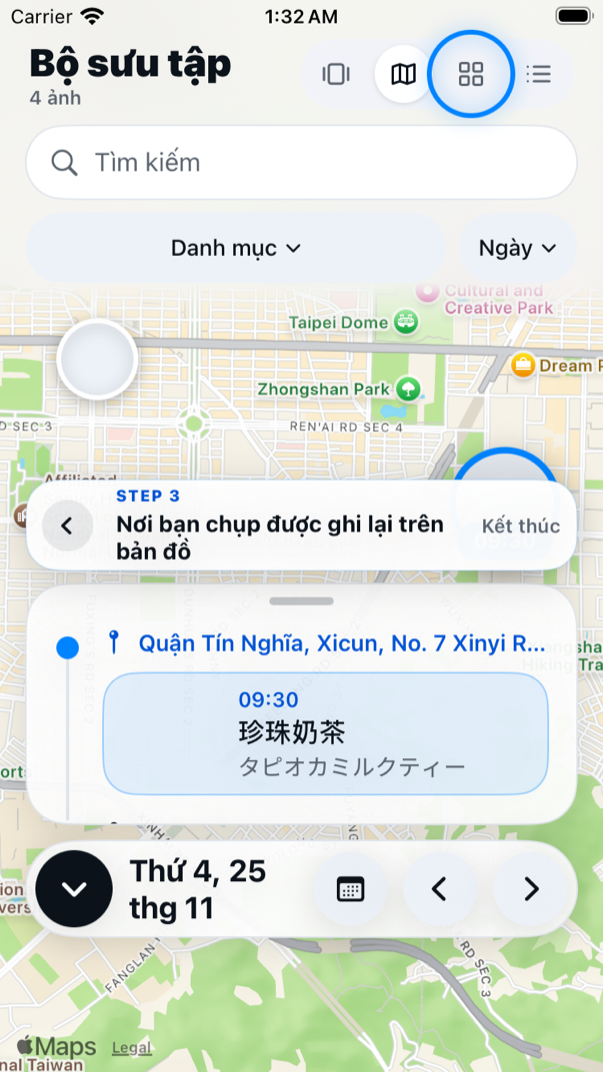 Carrier 1:32 AM
Bộ sưu tập
4 ảnh
Tìm kiếm
Danh mục
Ngày
Cultural and
Creative Park
Taipei Dome
Dream
Zhongshan Park
SEC 3
REN'AI RD SEC 4
STEP 3
Nơi bạn chụp được ghi lại trên
bản đồ
Kết thúc
Quận Tín Nghĩa, Xicun, No. 7 Xinyi R...
09:30
珍珠奶茶
タピオカミルクティー
Thứ 4, 25
thg 11
FANGLAN
RD SEC 3
Maps
Legal
Taiwan